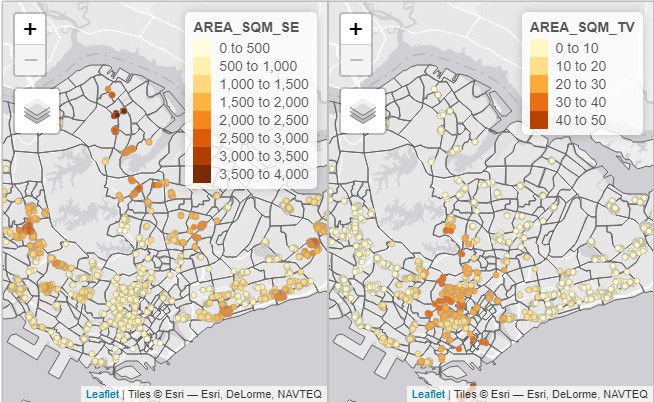 +
−
AREA_SQM_SE
0 to 500
500 to 1,000
1,000 to 1,500
1,500 to 2,000
2,000 to 2,500
2,500 to 3,000
3,000 to 3,500
3,500 to 4,000
Leaflet | Tiles © Esri — Esri, DeLorme, NAVTEQ
+
−
AREA_SQM_TV
0 to 10
10 to 20
20 to 30
30 to 40
40 to 50
Leaflet | Tiles © Esri — Esri, DeLorme, NAVTEQ